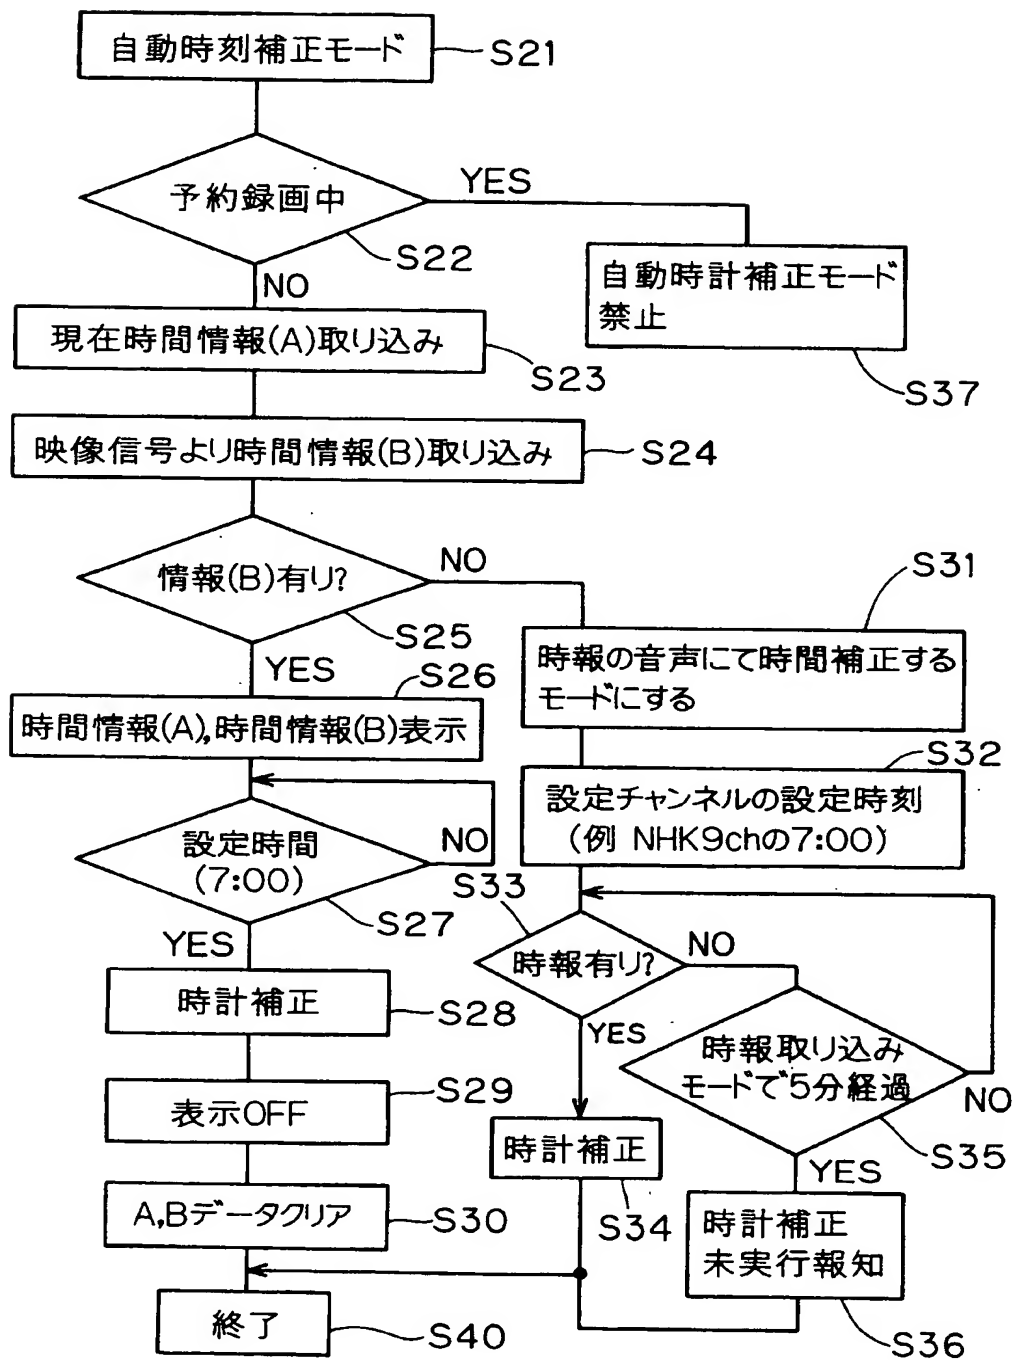 自動時刻補正モード
S21
予約録画中
YES
S22
NO
自動時計補正モード
禁止
S37
現在時間情報(A)取り込み
S23
映像信号より時間情報(B)取り込み
S24
情報(B)有り?
NO
S25
YES
S31
時報の音声にて時間補正する
モードにする
S26
時間情報(A),時間情報(B)表示
S32
設定チャンネルの設定時刻
(例 NHK9chの7:00)
設定時間
(7:00)
NO
S27
YES
S33
時報有り?
NO
YES
時計補正
S28
時報取り込み
モードで5分経過
NO
S35
YES
表示OFF
S29
時計補正
S34
A,Bデータクリア
S30
時計補正
未実行報知
S36
終了
S40